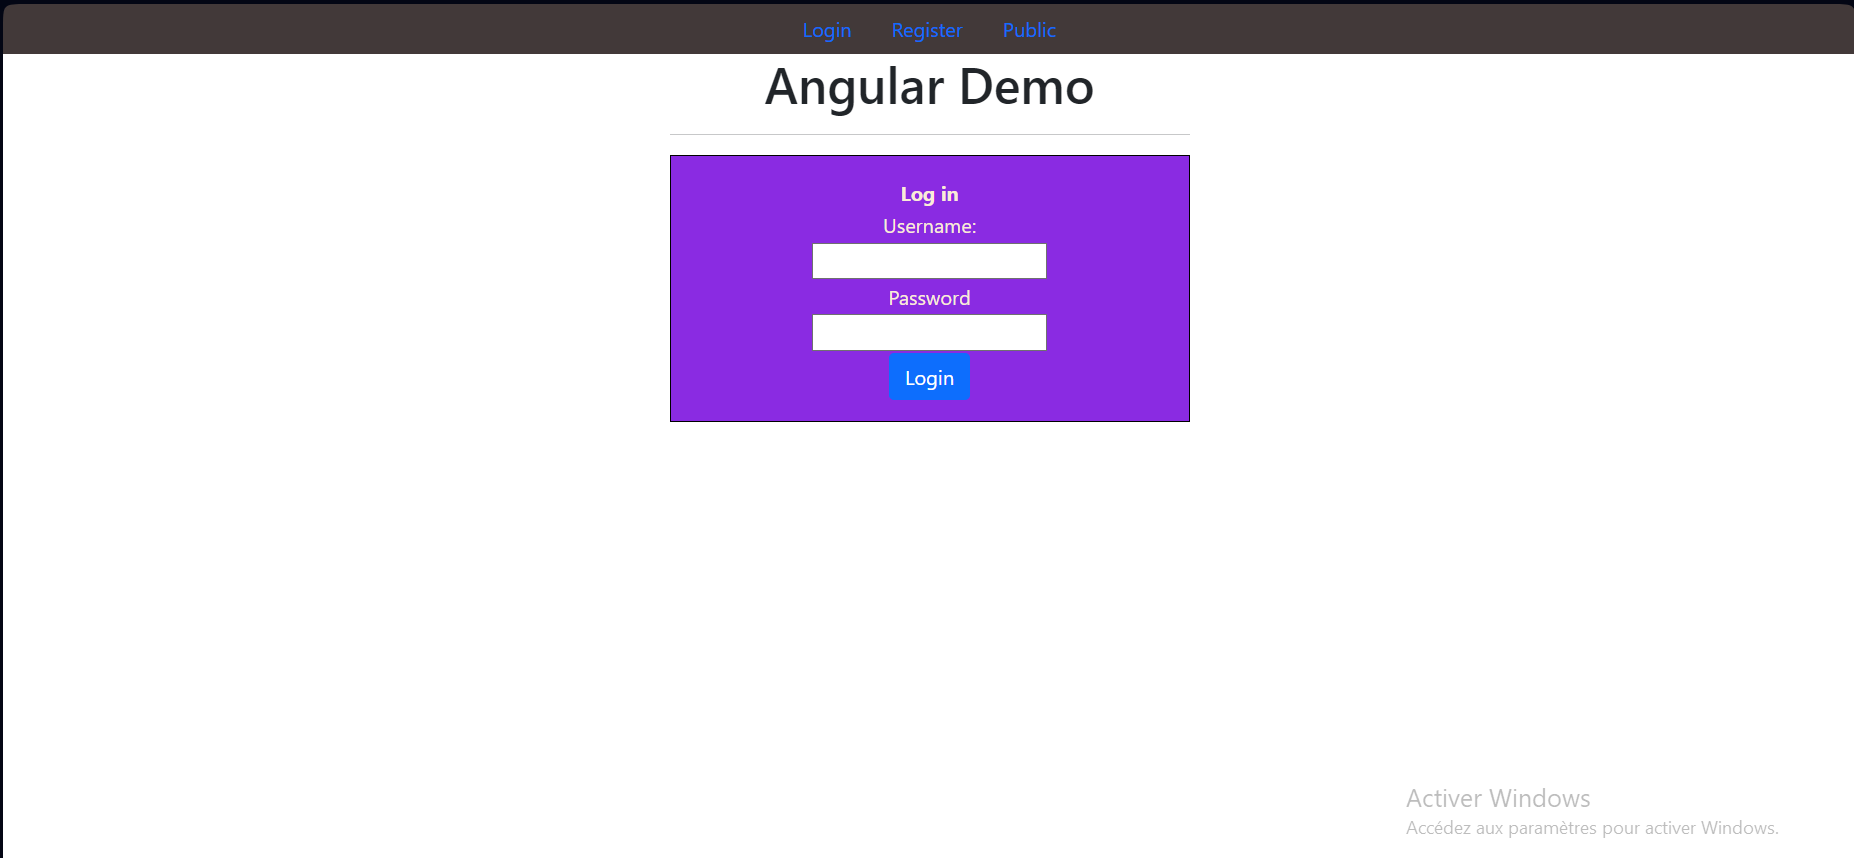 Login Register Public
Angular Demo
Log in
Username:
Password
Login
Activer Windows
Accédez aux paramètres pour activer Windows.